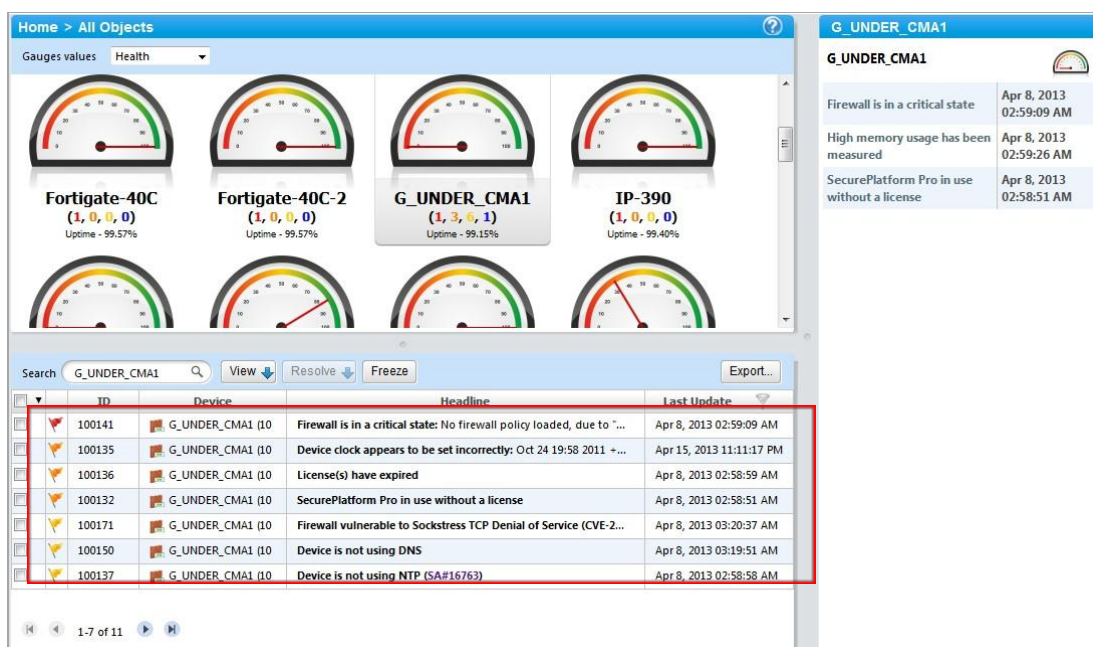 Home > All Objects
?
Gauges values Health
Fortigate-40C
(1, 0, 0, 0)
Uptime - 99.57%
Fortigate-40C-2
(1, 0, 0, 0)
Uptime - 99.57%
G_UNDER_CMA1
(1, 3, 6, 1)
Uptime - 99.15%
IP-390
(1, 0, 0, 0)
Uptime - 99.40%
Search G_UNDER_CMA1 View Resolve Freeze Export...
ID Device Headline Last Update
100141 G_UNDER_CMA1 (10 Firewall is in a critical state: No firewall policy loaded, due to "... Apr 8, 2013 02:59:09 AM
100135 G_UNDER_CMA1 (10 Device clock appears to be set incorrectly: Oct 24 19:58 2011 +... Apr 15, 2013 11:11:17 PM
100136 G_UNDER_CMA1 (10 License(s) have expired Apr 8, 2013 02:58:59 AM
100132 G_UNDER_CMA1 (10 SecurePlatform Pro in use without a license Apr 8, 2013 02:58:51 AM
100171 G_UNDER_CMA1 (10 Firewall vulnerable to Sockstress TCP Denial of Service (CVE-2... Apr 8, 2013 03:20:37 AM
100150 G_UNDER_CMA1 (10 Device is not using DNS Apr 8, 2013 03:19:51 AM
100137 G_UNDER_CMA1 (10 Device is not using NTP (SA#16763) Apr 8, 2013 02:58:58 AM
1-7 of 11
G_UNDER_CMA1
G_UNDER_CMA1
Firewall is in a critical state Apr 8, 2013
02:59:09 AM
High memory usage has been Apr 8, 2013
measured 02:59:26 AM
SecurePlatform Pro in use Apr 8, 2013
without a license 02:58:51 AM